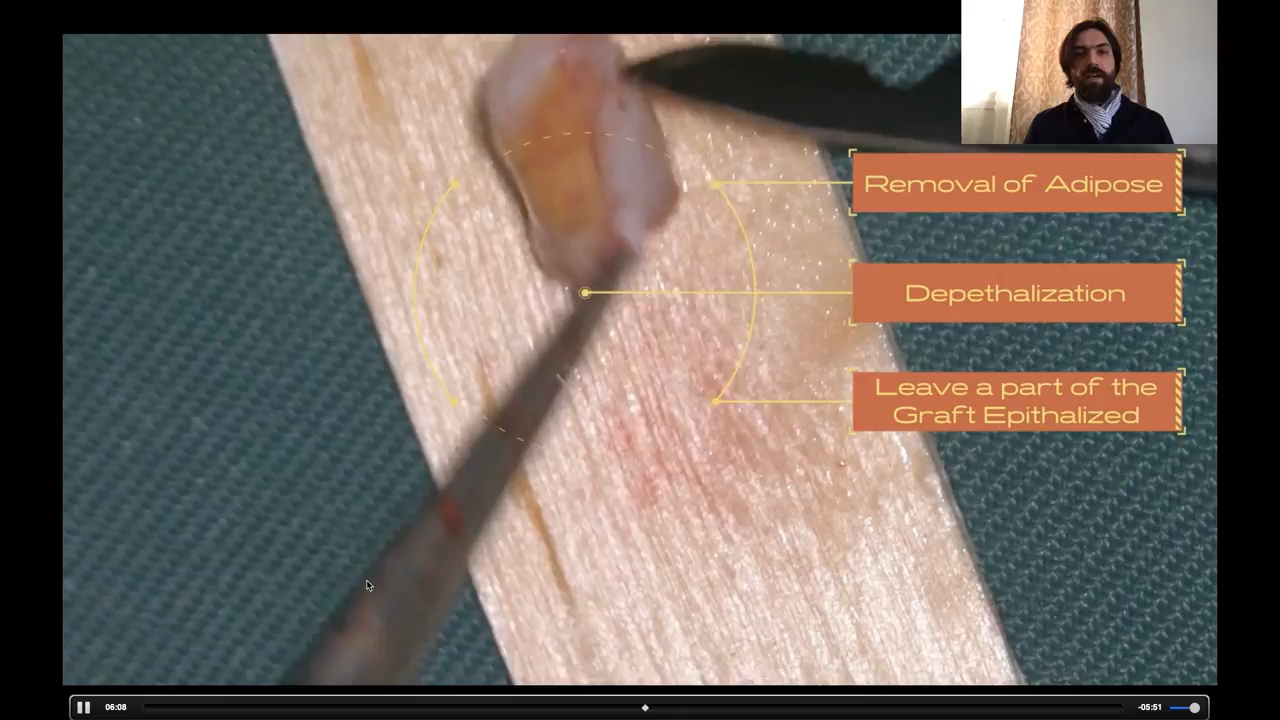 Removal of Adipose
Depethalization
Leave a part of the
Graft Epithalized
06:08
-05:51